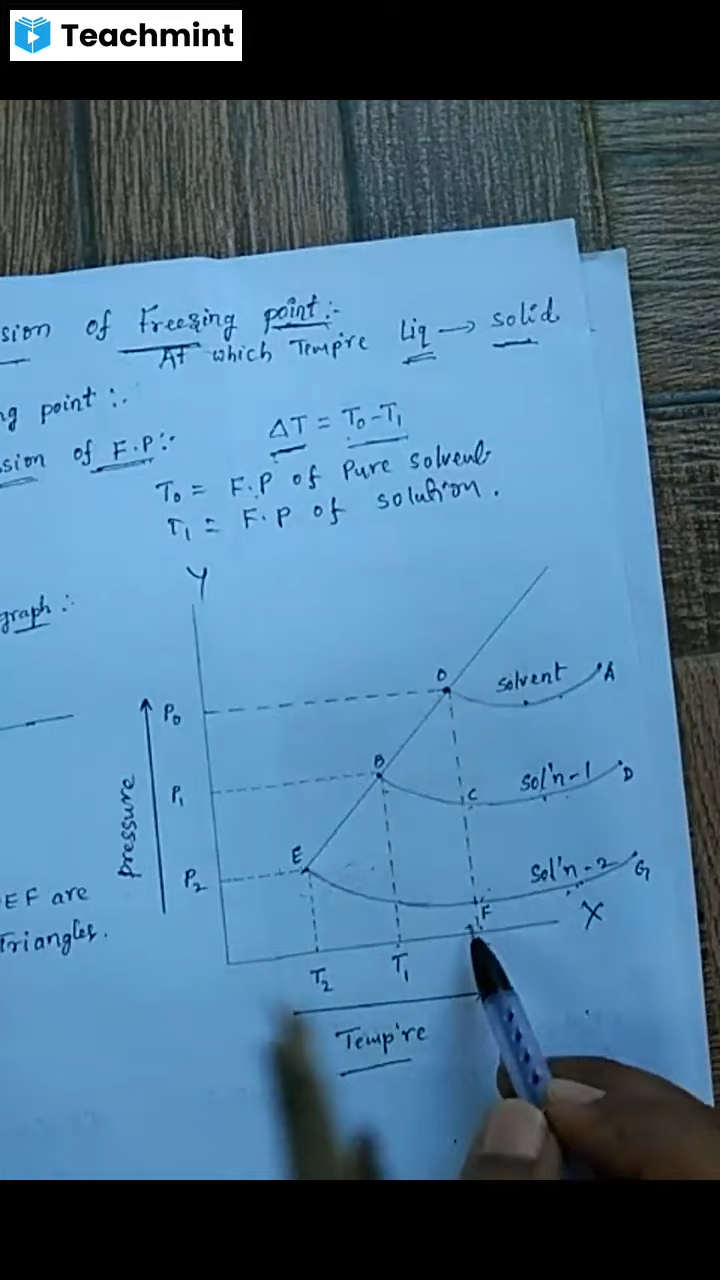 Teachmint
sion of Freezing point :-
At which Temp're Liq → solid
ng point :-
sion of F.P :-
ΔT = T₀ - T₁
T₀ = F.P of Pure solvent
T₁ = F.P of solution.
graph :-
Y
O
solvent
A
P₀
B
P₁
C
sol'n-1
D
Pressure
E
P₂
sol'n-2
G
F
X
EF are
Triangles.
T₂
T₁
Temp're